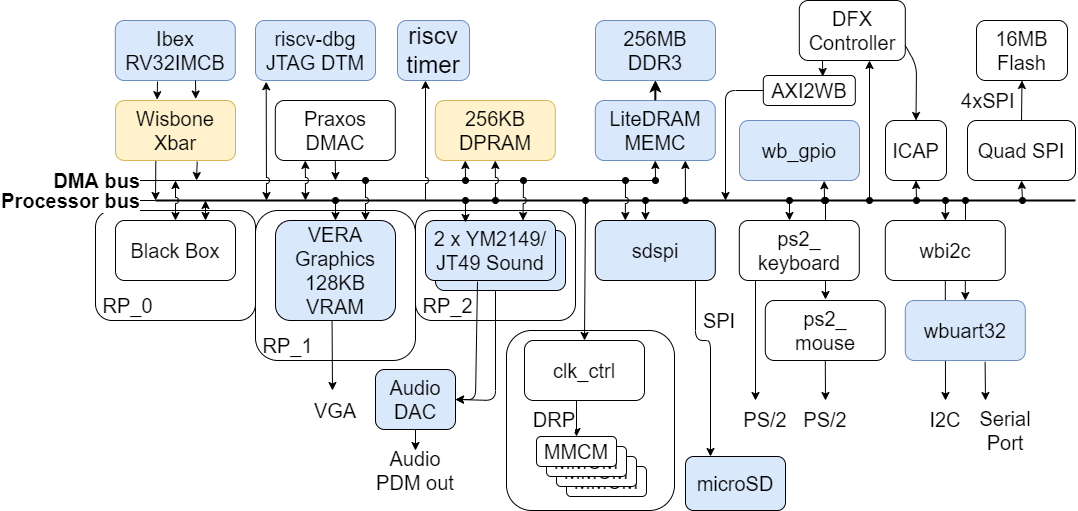 Ibex
RV32IMCB
riscv-dbg
JTAG DTM
riscv
timer
256MB
DDR3
DFX
Controller
16MB
Flash
AXI2WB
4xSPI
Wisbone
Xbar
Praxos
DMAC
256KB
DPRAM
LiteDRAM
MEMC
wb_gpio
ICAP
Quad SPI
DMA bus
Processor bus
Black Box
RP_0
VERA
Graphics
128KB
VRAM
RP_1
2 x YM2149/
JT49 Sound
RP_2
sdspi
ps2_
keyboard
wbi2c
SPI
ps2_
mouse
wbuart32
clk_ctrl
DRP
MMCM
MMCM
MMCM
MMCM
VGA
Audio
DAC
Audio
PDM out
PS/2
PS/2
I2C
Serial
Port
microSD